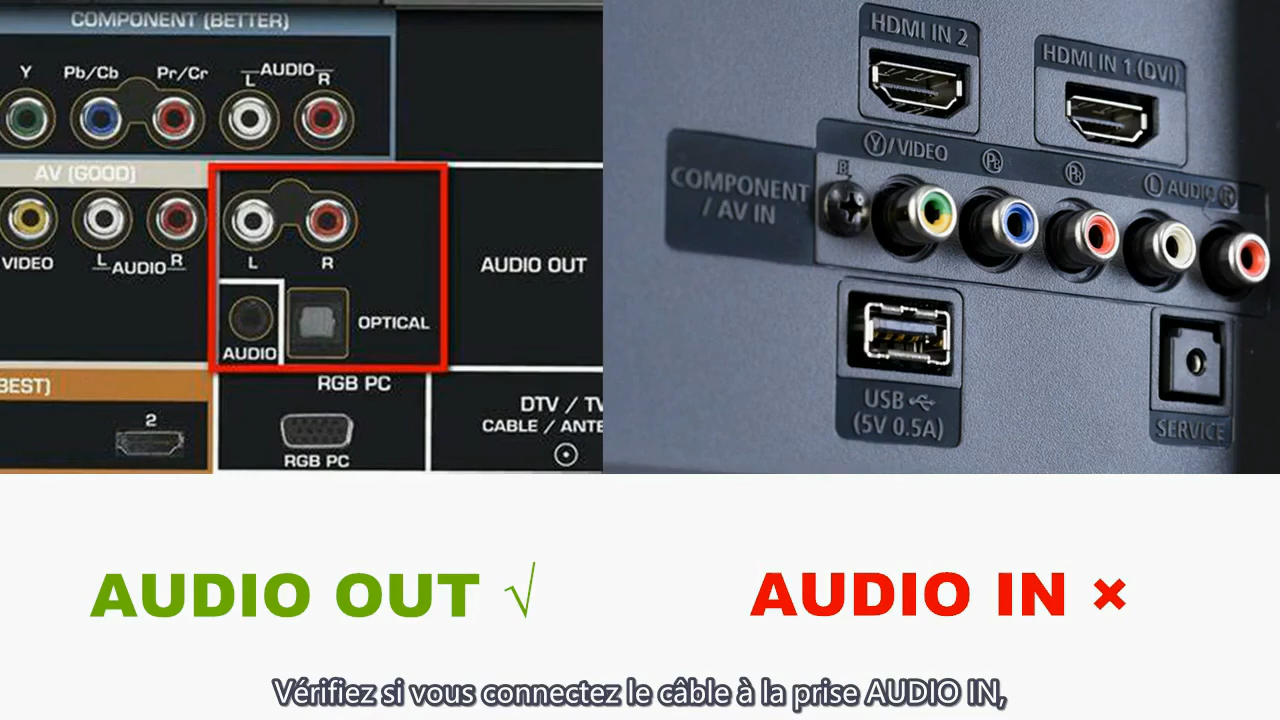 COMPONENT (BETTER)
Y Pb/Cb Pr/Cr L AUDIO R
AV (GOOD)
VIDEO L AUDIO R
L R
AUDIO OUT
OPTICAL
AUDIO
BEST)
RGB PC
2
DTV / TV
CABLE / ANTE
RGB PC
HDMI IN 2
HDMI IN 1 (DVI)
Y/VIDEO PB PR L AUDIO R
COMPONENT
/ AV IN
USB
(5V 0.5A)
SERVICE
AUDIO OUT √
AUDIO IN ×
Vérifiez si vous connectez le câble à la prise AUDIO IN,